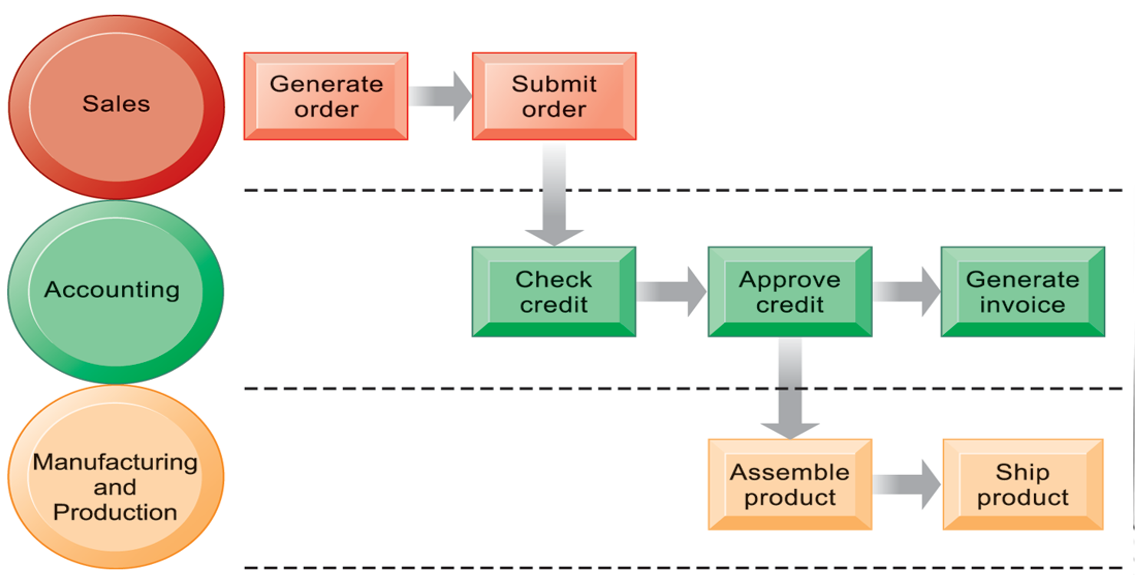 Sales
Generate
order
Submit
order
Accounting
Check
credit
Approve
credit
Generate
invoice
Manufacturing
and
Production
Assemble
product
Ship
product